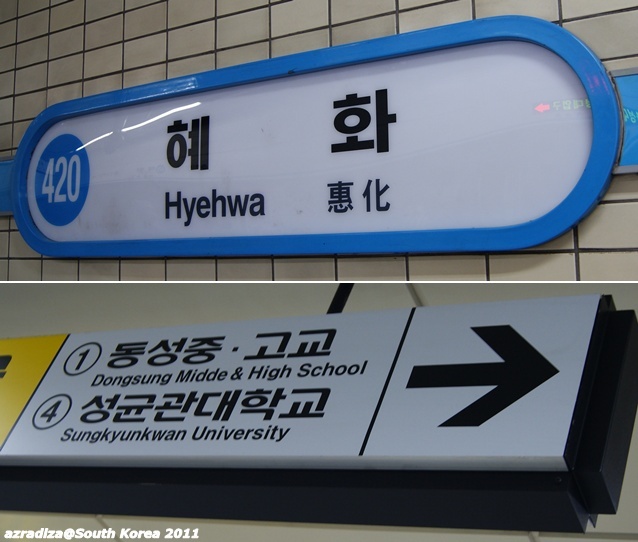 420
혜화
Hyehwa 惠化
① 동성중 · 고교
Dongsung Midde & High School
④ 성균관대학교
Sungkyunkwan University
azradiza@South Korea 2011